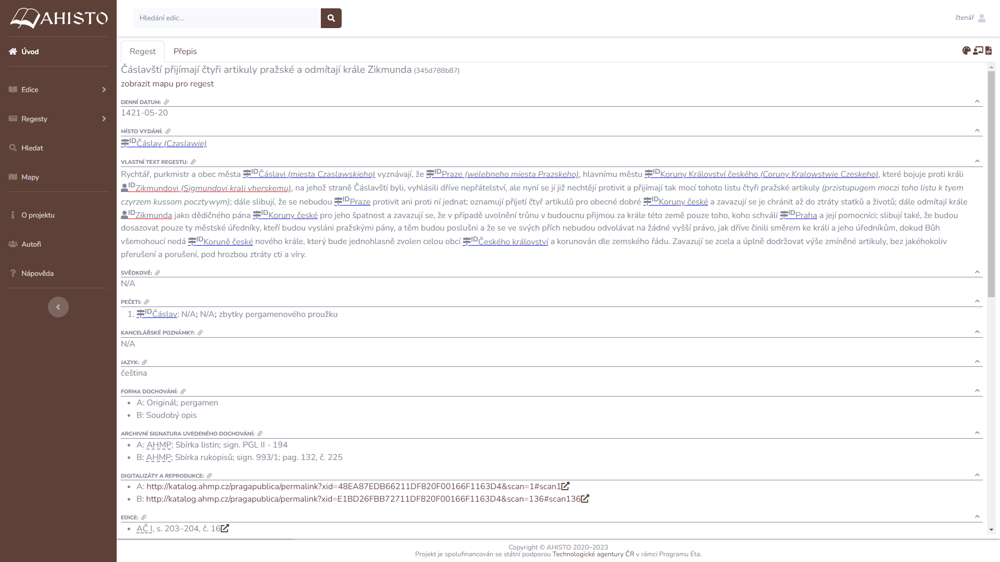 AHISTO
Hledání edic...
čtenář
Úvod
Edice
Regesty
Hledat
Mapy
O projektu
Autoři
Nápověda
Regest
Přepis
Čáslavští přijímají čtyři artikuly pražské a odmítají krále Zikmunda (345d788b87)
zobrazit mapu pro regest
DENNÍ DATUM:
1421-05-20
MÍSTO VYDÁNÍ:
IDČáslav (Czaslawie)
VLASTNÍ TEXT REGESTU:
Rychtář, purkmistr a obec města IDČáslavi (miesta Czaslawskieho) vyznávají, že IDPraze (welebneho miesta Prazskeho), hlavnímu městu IDKoruny Království českého (Coruny Kralowstwie Czeskeho), které bojuje proti králi
IDZikmundovi (Sigmundovi krali vherskemu), na jehož straně Čáslavští byli, vyhlásili dříve nepřátelství, ale nyní se jí již nechtějí protivit a přijímají tak mocí tohoto listu čtyři pražské artikuly (przistupugem moczi toho listu k tyem
czyrzem kussom pocztywym); dále slibují, že se nebudou IDPraze protivit ani proti ní jednat; oznamují přijetí čtyř artikulů pro obecné dobré IDKoruny české a zavazují se je chránit až do ztráty statků a životů; dále odmítají krále
IDZikmunda jako dědičného pána IDKoruny české pro jeho špatnost a zavazují se, že v případě uvolnění trůnu v budoucnu přijmou za krále této země pouze toho, koho schválí IDPraha a její pomocníci; slibují také, že budou
dosazovat pouze ty městské úředníky, kteří budou vysláni pražskými pány, a těm budou poslušni a že se ve svých přích nebudou odvolávat na žádné vyšší právo, jak dříve činili směrem ke králi a jeho úředníkům, dokud Bůh
všemohoucí nedá IDKoruně české nového krále, který bude jednohlasně zvolen celou obcí IDČeského království a korunován dle zemského řádu. Zavazují se zcela a úplně dodržovat výše zmíněné artikuly, bez jakéhokoliv
přerušení a porušení, pod hrozbou ztráty cti a víry.
SVĚDKOVÉ:
N/A
PEČETI:
1. IDČáslav: N/A; N/A; zbytky pergamenového proužku
KANCELÁŘSKÉ POZNÁMKY:
N/A
JAZYK:
čeština
FORMA DOCHOVÁNÍ:
• A: Originál; pergamen
• B: Soudobý opis
ARCHIVNÍ SIGNATURA UVEDENÉHO DOCHOVÁNÍ:
• A: AHMP; Sbírka listin; sign. PGL II - 194
• B: AHMP; Sbírka rukopisů; sign. 993/1; pag. 132, č. 225
DIGITALIZÁTY A REPRODUKCE:
• A: http://katalog.ahmp.cz/pragapublica/permalink?xid=48EA87EDB66211DF820F00166F1163D4&scan=1#scan1
• B: http://katalog.ahmp.cz/pragapublica/permalink?xid=E1BD26FBB72711DF820F00166F1163D4&scan=136#scan136
EDICE:
• AČ I, s. 203–204, č. 16
Copyright © AHISTO 2020–2023
Projekt je spolufinancován se státní podporou Technologické agentury ČR v rámci Programu Éta.